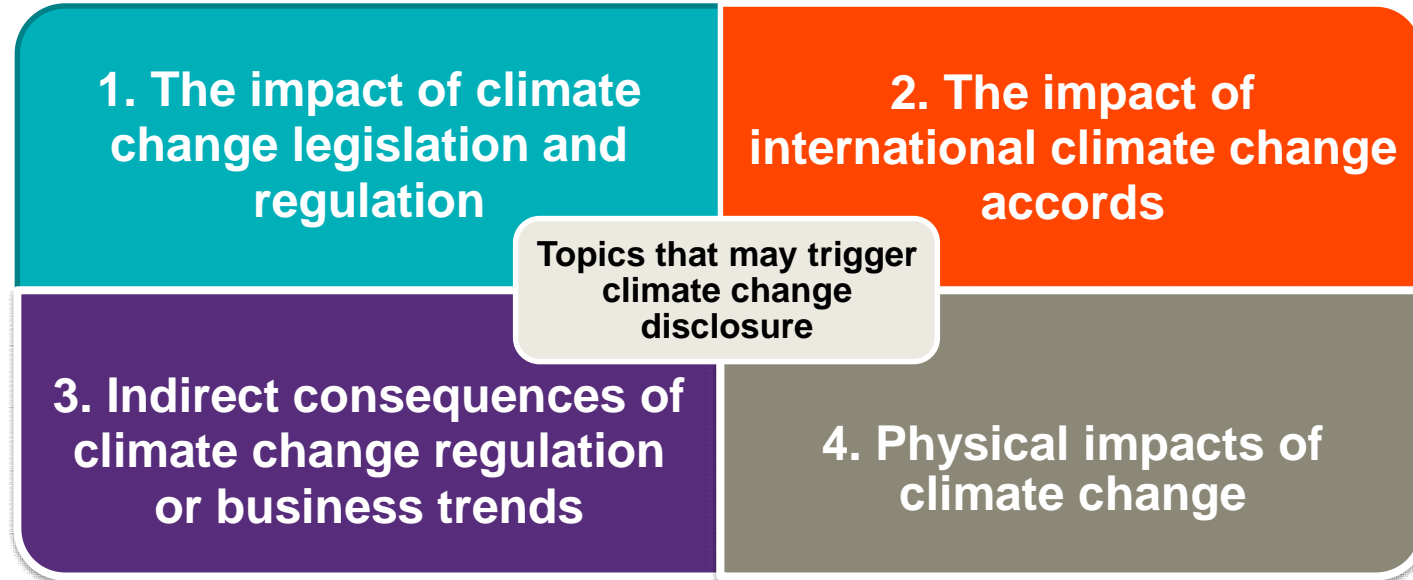 1. The impact of climate
change legislation and
regulation
2. The impact of
international climate change
accords
Topics that may trigger
climate change
disclosure
3. Indirect consequences of
climate change regulation
or business trends
4. Physical impacts of
climate change